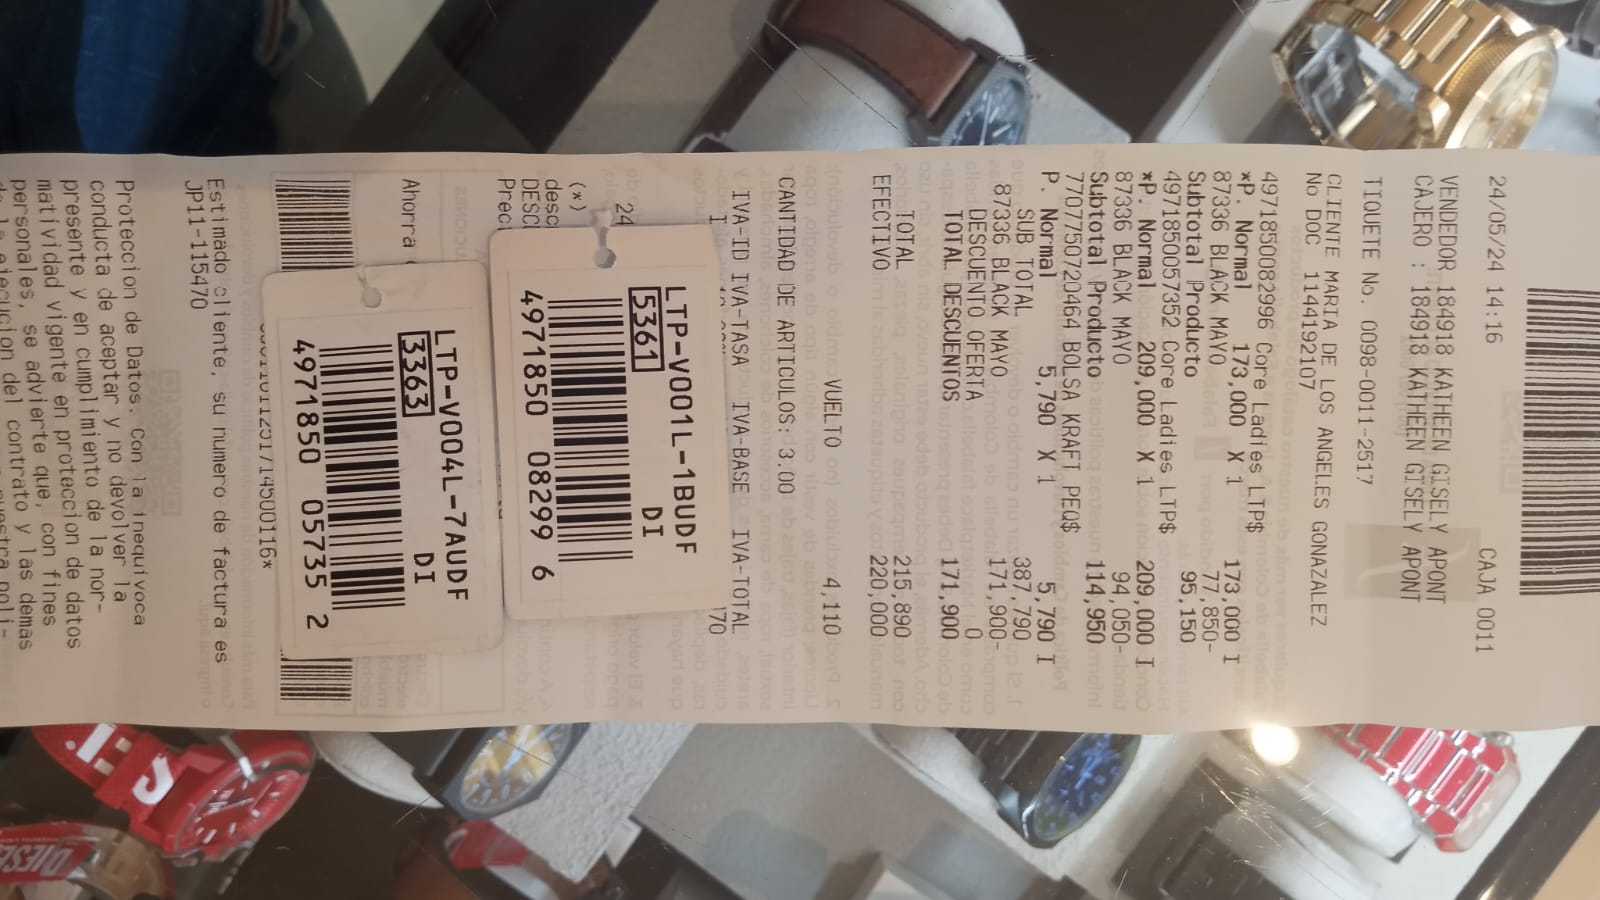 24/05/24 14:16 CAJA 0011
VENDEDOR 184918 KATHEEN GISELY APONT
CAJERO : 184918 KATHEEN GISELY APONT
TIQUETE No. 0098-0011-2517
CLIENTE MARIA DE LOS ANGELES GONAZALEZ
No DOC 1144192107
4971850082996 Core Ladies LTP$
*P. Normal 173,000 X 1 173,000 I
87336 BLACK MAYO 77,850-
Subtotal Producto 95,150
4971850057352 Core Ladies LTP$
*P. Normal 209,000 X 1 209,000 I
87336 BLACK MAYO 94,050-
Subtotal Producto 114,950
7707750720464 BOLSA KRAFT PEQ$
P. Normal 5,790 X 1 5,790 I
SUB TOTAL 387,790
87336 BLACK MAYO 171,900-
DESCUENTO OFERTA 0
TOTAL DESCUENTOS 171,900
TOTAL 215,890
EFECTIVO 220,000
VUELTO 4,110
CANTIDAD DE ARTICULOS: 3.00
IVA-ID IVA-TASA IVA-BASE IVA-TOTAL
I
LTP-V001L-1BUDF
5361 DI
4971850 08299 6
24
(*)
Ahorra
LTP-V004L-7AUDF
3363 DI
4971850 05735 2
Estimado cliente, su numero de factura es
JP11-115470
Proteccion de Datos. Con la inequivoca
conducta de aceptar y no devolver la
presente y en cumplimiento de la nor-
matividad vigente en proteccion de datos
personales, se advierte que, con fines
DIESEL